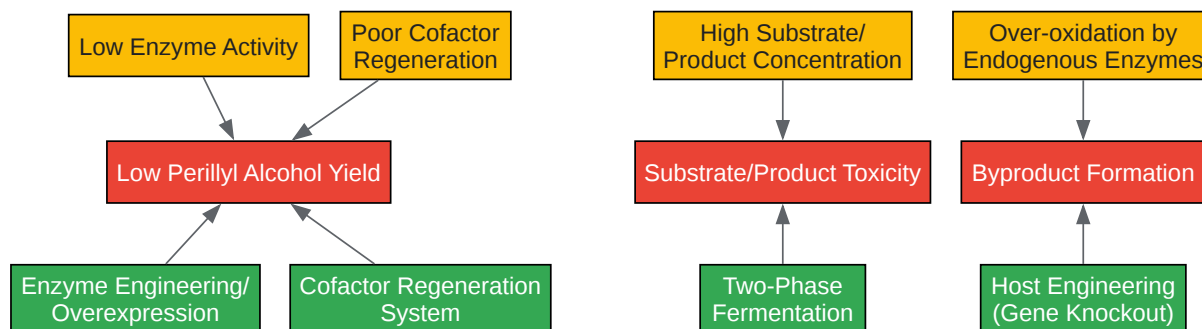 Low Enzyme Activity
Poor Cofactor
Regeneration
High Substrate/
Product Concentration
Over-oxidation by
Endogenous Enzymes
Low Perillyl Alcohol Yield
Substrate/Product Toxicity
Byproduct Formation
Enzyme Engineering/
Overexpression
Cofactor Regeneration
System
Two-Phase
Fermentation
Host Engineering
(Gene Knockout)